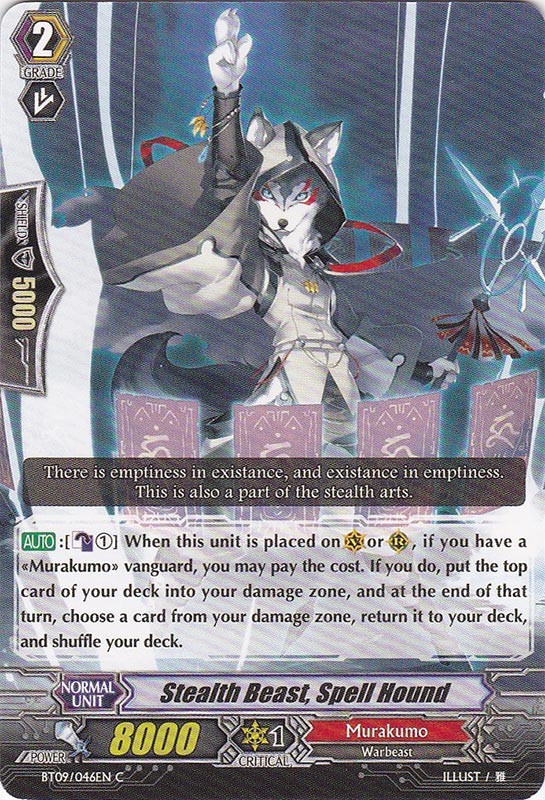 2
GRADE
SHIELD
5000
There is emptiness in existance, and existance in emptiness.
This is also a part of the stealth arts.
AUTO :[ ①] When this unit is placed on or , if you have a
«Murakumo» vanguard, you may pay the cost. If you do, put the top
card of your deck into your damage zone, and at the end of that
turn, choose a card from your damage zone, return it to your deck,
and shuffle your deck.
NORMAL
UNIT
Stealth Beast, Spell Hound
POWER
8000
1
CRITICAL
Murakumo
Warbeast
BT09/046EN C
ILLUST / 雅